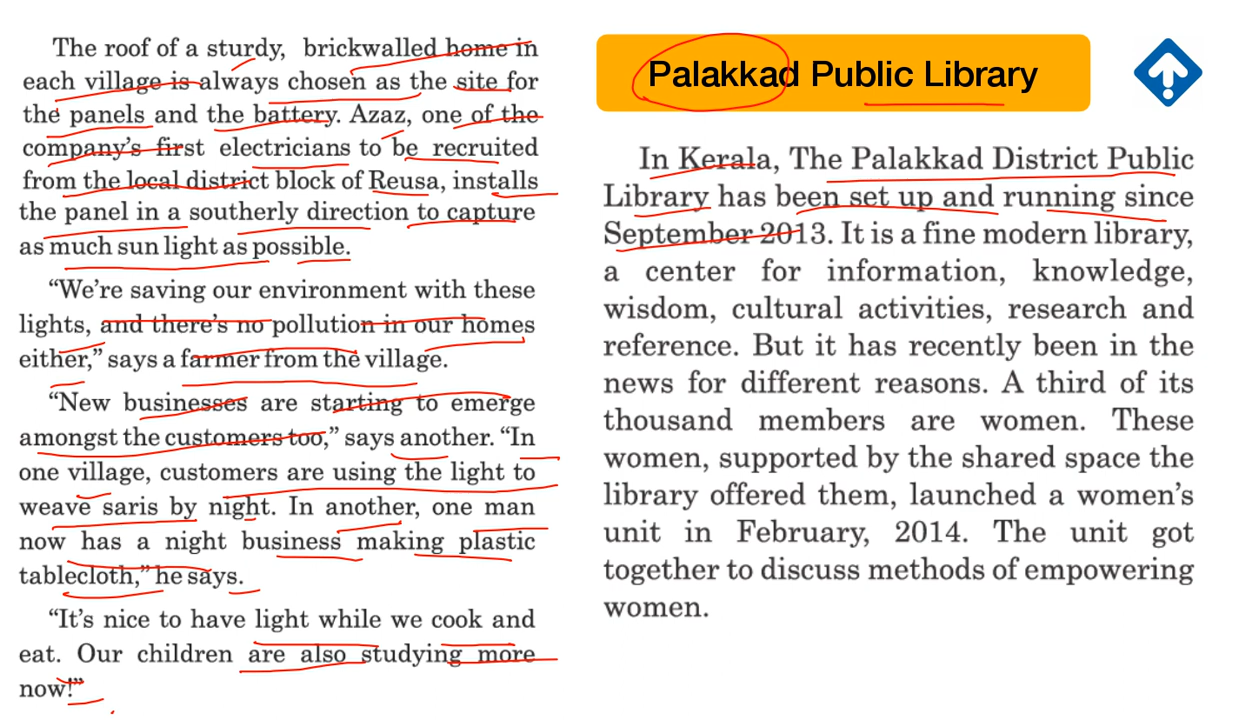 The roof of a sturdy, brickwalled home in
each village is always chosen as the site for
the panels and the battery. Azaz, one of the
company's first electricians to be recruited
from the local district block of Reusa, installs
the panel in a southerly direction to capture
as much sun light as possible.
"We're saving our environment with these
lights, and there's no pollution in our homes
either," says a farmer from the village.
"New businesses are starting to emerge
amongst the customers too," says another. "In
one village, customers are using the light to
weave saris by night. In another, one man
now has a night business making plastic
tablecloth," he says.
"It's nice to have light while we cook and
eat. Our children are also studying more
now!"
Palakkad Public Library
In Kerala, The Palakkad District Public
Library has been set up and running since
September 2013. It is a fine modern library,
a center for information, knowledge,
wisdom, cultural activities, research and
reference. But it has recently been in the
news for different reasons. A third of its
thousand members are women. These
women, supported by the shared space the
library offered them, launched a women's
unit in February, 2014. The unit got
together to discuss methods of empowering
women.